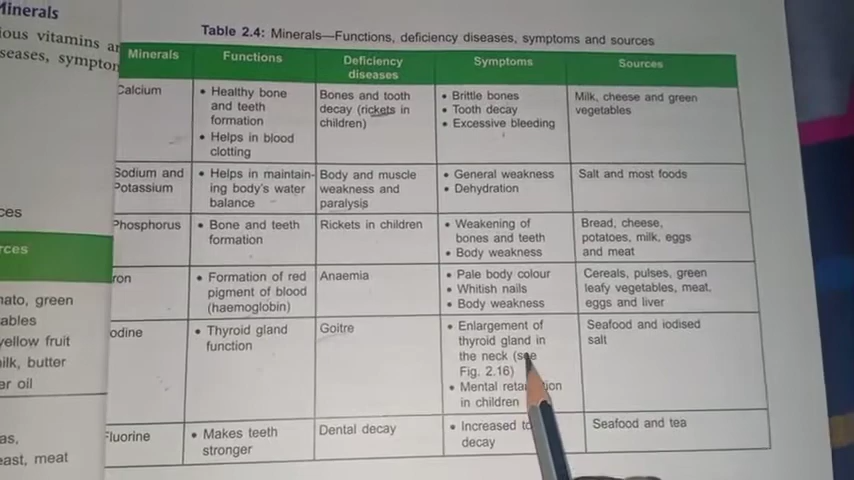 Minerals
ious vitamins ar
seases, symptom
ces
rces
nato, green
ables
yellow fruit
nilk, butter
er oil
as,
east, meat
Table 2.4: Minerals—Functions, deficiency diseases, symptoms and sources
Minerals
Functions
Deficiency
diseases
Symptoms
Sources
Calcium
• Healthy bone
and teeth
formation
• Helps in blood
clotting
Bones and tooth
decay (rickets in
children)
• Brittle bones
• Tooth decay
• Excessive bleeding
Milk, cheese and green
vegetables
Sodium and
Potassium
• Helps in maintain-
ing body's water
balance
Body and muscle
weakness and
paralysis
• General weakness
• Dehydration
Salt and most foods
Phosphorus
• Bone and teeth
formation
Rickets in children
• Weakening of
bones and teeth
• Body weakness
Bread, cheese,
potatoes, milk, eggs
and meat
ron
• Formation of red
pigment of blood
(haemoglobin)
Anaemia
• Pale body colour
• Whitish nails
• Body weakness
Cereals, pulses, green
leafy vegetables, meat,
eggs and liver
odine
• Thyroid gland
function
Goitre
• Enlargement of
thyroid gland in
the neck (see
Fig. 2.16)
• Mental reta ion
in children
Seafood and iodised
salt
Fluorine
• Makes teeth
stronger
Dental decay
• Increased
decay
Seafood and tea